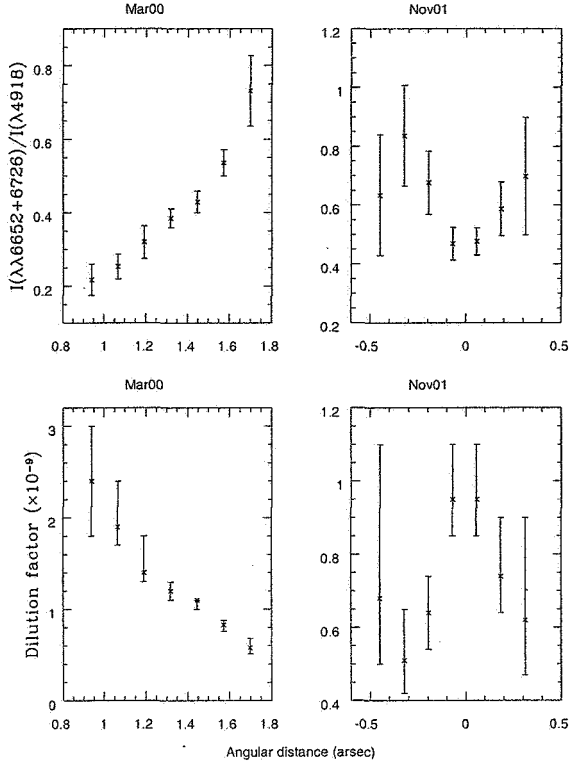 Mar00
Nov01
I(λλ6652+6726)/I(λ4918)
0.8
0.6
0.4
0.2
0.8 1 1.2 1.4 1.6 1.8
1.2
1
0.8
0.6
0.4
0.2
-0.5 0 0.5
Mar00
Nov01
Dilution factor (×10⁻⁹)
3
2
1
0
0.8 1 1.2 1.4 1.6 1.8
1.2
1
0.8
0.6
0.4
-0.5 0 0.5
Angular distance (arsec)